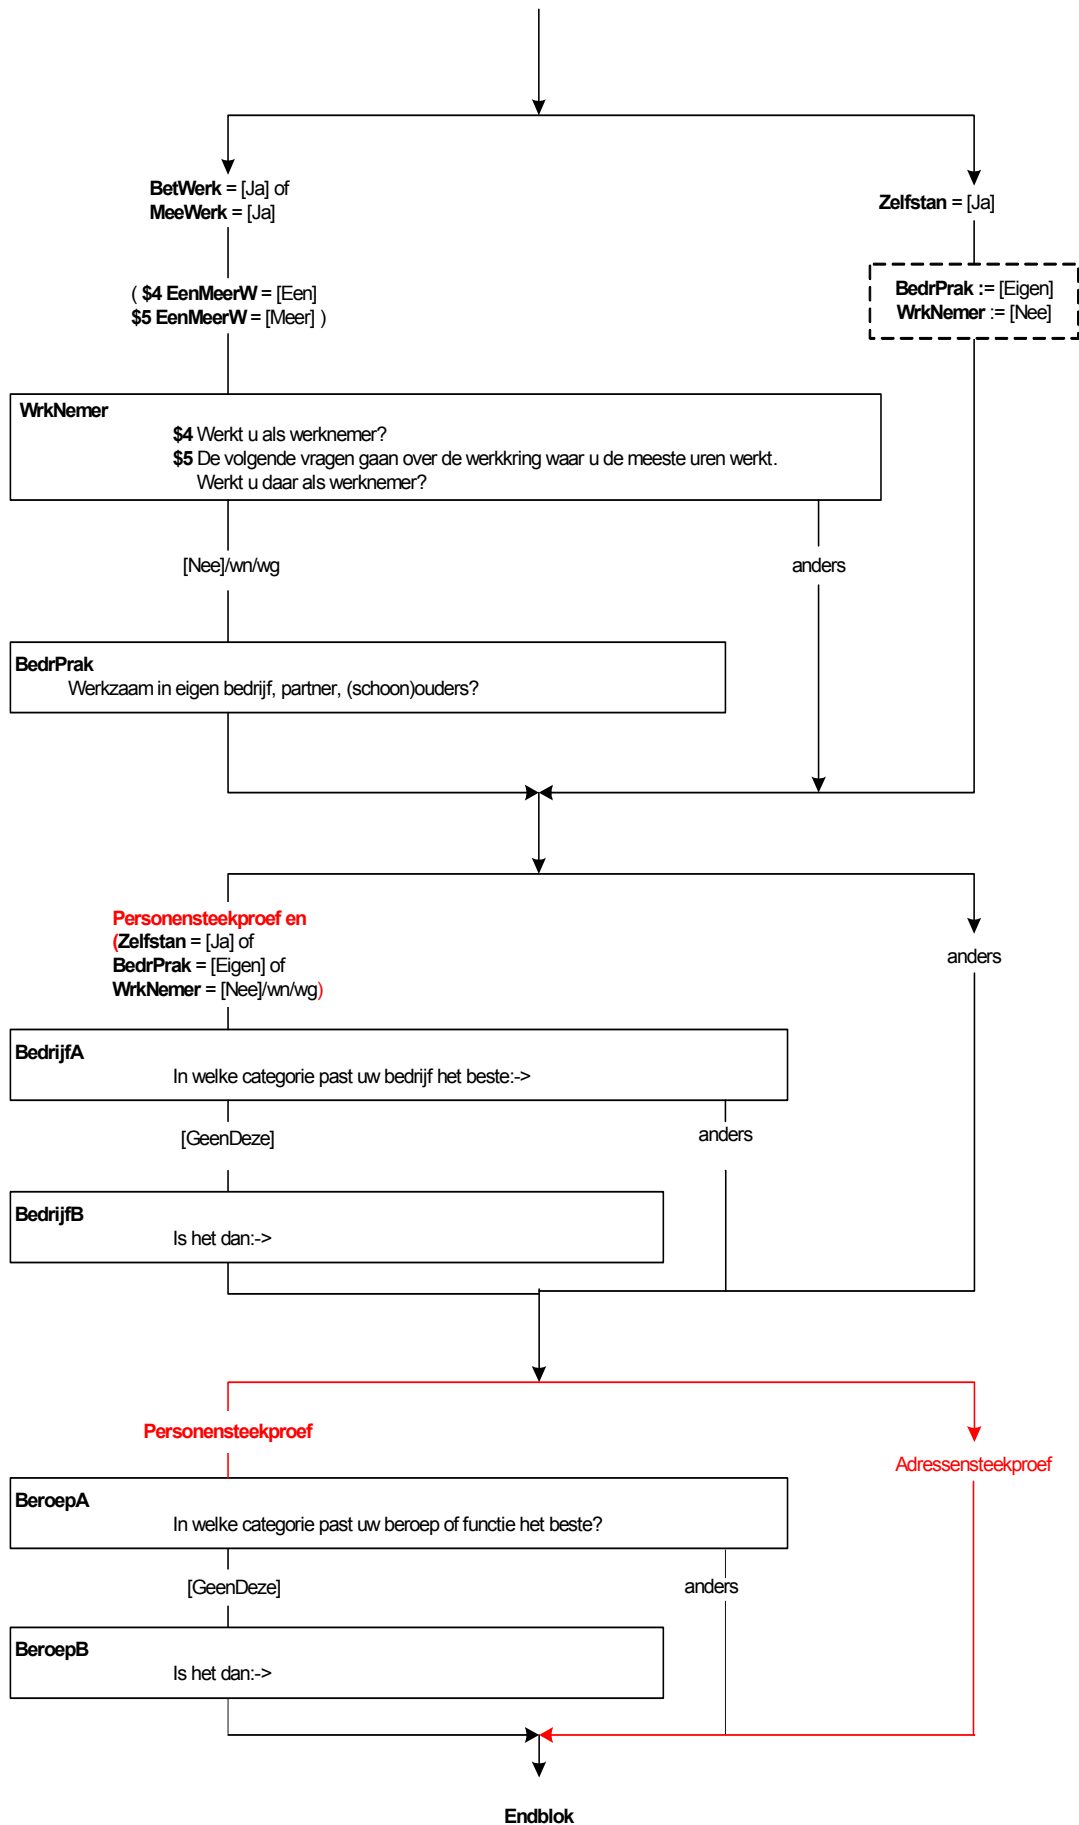 BetWerk = [Ja] of
MeeWerk = [Ja]
Zelfstan = [Ja]
( $4 EenMeerW = [Een]
$5 EenMeerW = [Meer] )
BedrPrak := [Eigen]
WrkNemer := [Nee]
WrkNemer
$4 Werkt u als werknemer?
$5 De volgende vragen gaan over de werkkring waar u de meeste uren werkt.
Werkt u daar als werknemer?
[Nee]/wn/wg
anders
BedrPrak
Werkzaam in eigen bedrijf, partner, (schoon)ouders?
Personensteekproef en
(Zelfstan = [Ja] of
BedrPrak = [Eigen] of
WrkNemer = [Nee]/wn/wg)
anders
BedrijfA
In welke categorie past uw bedrijf het beste:->
[GeenDeze]
anders
BedrijfB
Is het dan:->
Personensteekproef
Adressensteekproef
BeroepA
In welke categorie past uw beroep of functie het beste?
[GeenDeze]
anders
BeroepB
Is het dan:->
Endblok